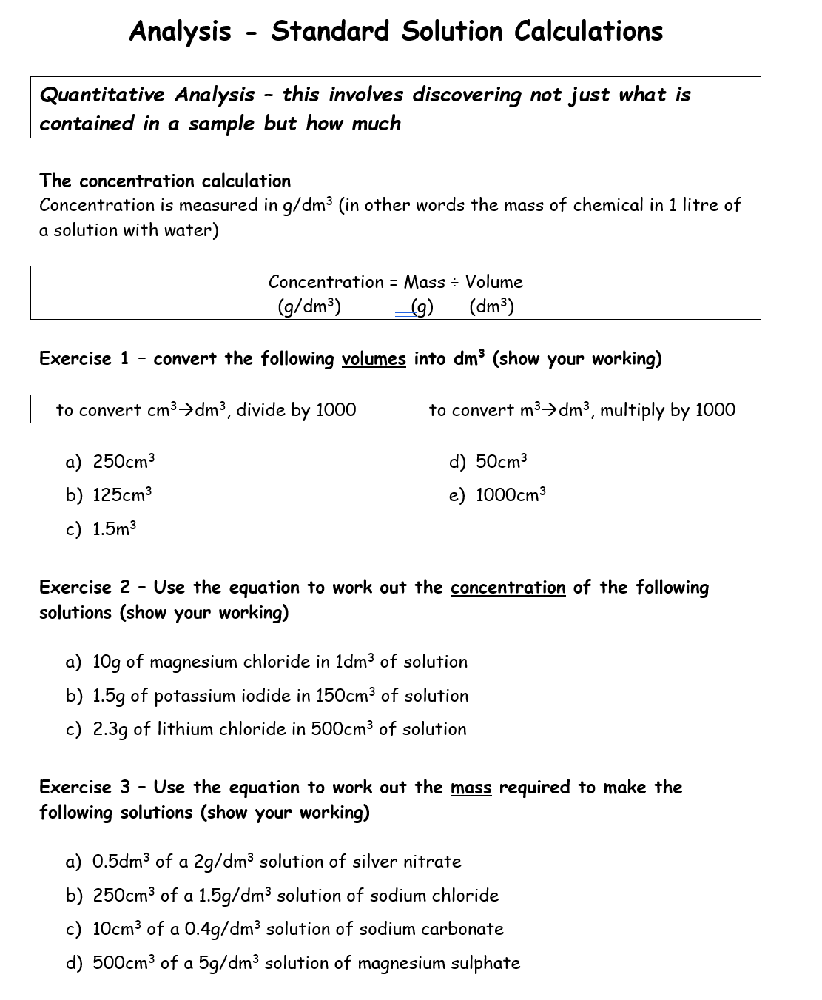 Analysis - Standard Solution Calculations
Quantitative Analysis – this involves discovering not just what is
contained in a sample but how much
The concentration calculation
Concentration is measured in g/dm³ (in other words the mass of chemical in 1 litre of
a solution with water)
Concentration = Mass ÷ Volume
(g/dm³) (g) (dm³)
Exercise 1 – convert the following volumes into dm³ (show your working)
to convert cm³→dm³, divide by 1000 to convert m³→dm³, multiply by 1000
a) 250cm³
b) 125cm³
c) 1.5m³
d) 50cm³
e) 1000cm³
Exercise 2 – Use the equation to work out the concentration of the following
solutions (show your working)
a) 10g of magnesium chloride in 1dm³ of solution
b) 1.5g of potassium iodide in 150cm³ of solution
c) 2.3g of lithium chloride in 500cm³ of solution
Exercise 3 – Use the equation to work out the mass required to make the
following solutions (show your working)
a) 0.5dm³ of a 2g/dm³ solution of silver nitrate
b) 250cm³ of a 1.5g/dm³ solution of sodium chloride
c) 10cm³ of a 0.4g/dm³ solution of sodium carbonate
d) 500cm³ of a 5g/dm³ solution of magnesium sulphate